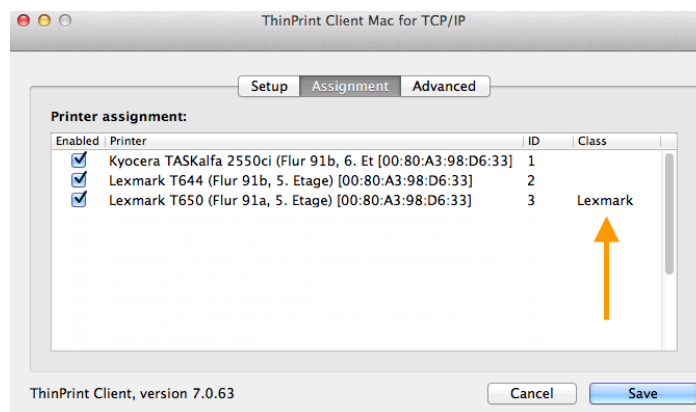 ThinPrint Client Mac for TCP/IP
Setup Assignment Advanced
Printer assignment:
Enabled Printer ID Class
Kyocera TASKalfa 2550ci (Flur 91b, 6. Et [00:80:A3:98:D6:33] 1
Lexmark T644 (Flur 91b, 5. Etage) [00:80:A3:98:D6:33] 2
Lexmark T650 (Flur 91a, 5. Etage) [00:80:A3:98:D6:33] 3 Lexmark
ThinPrint Client, version 7.0.63 Cancel Save